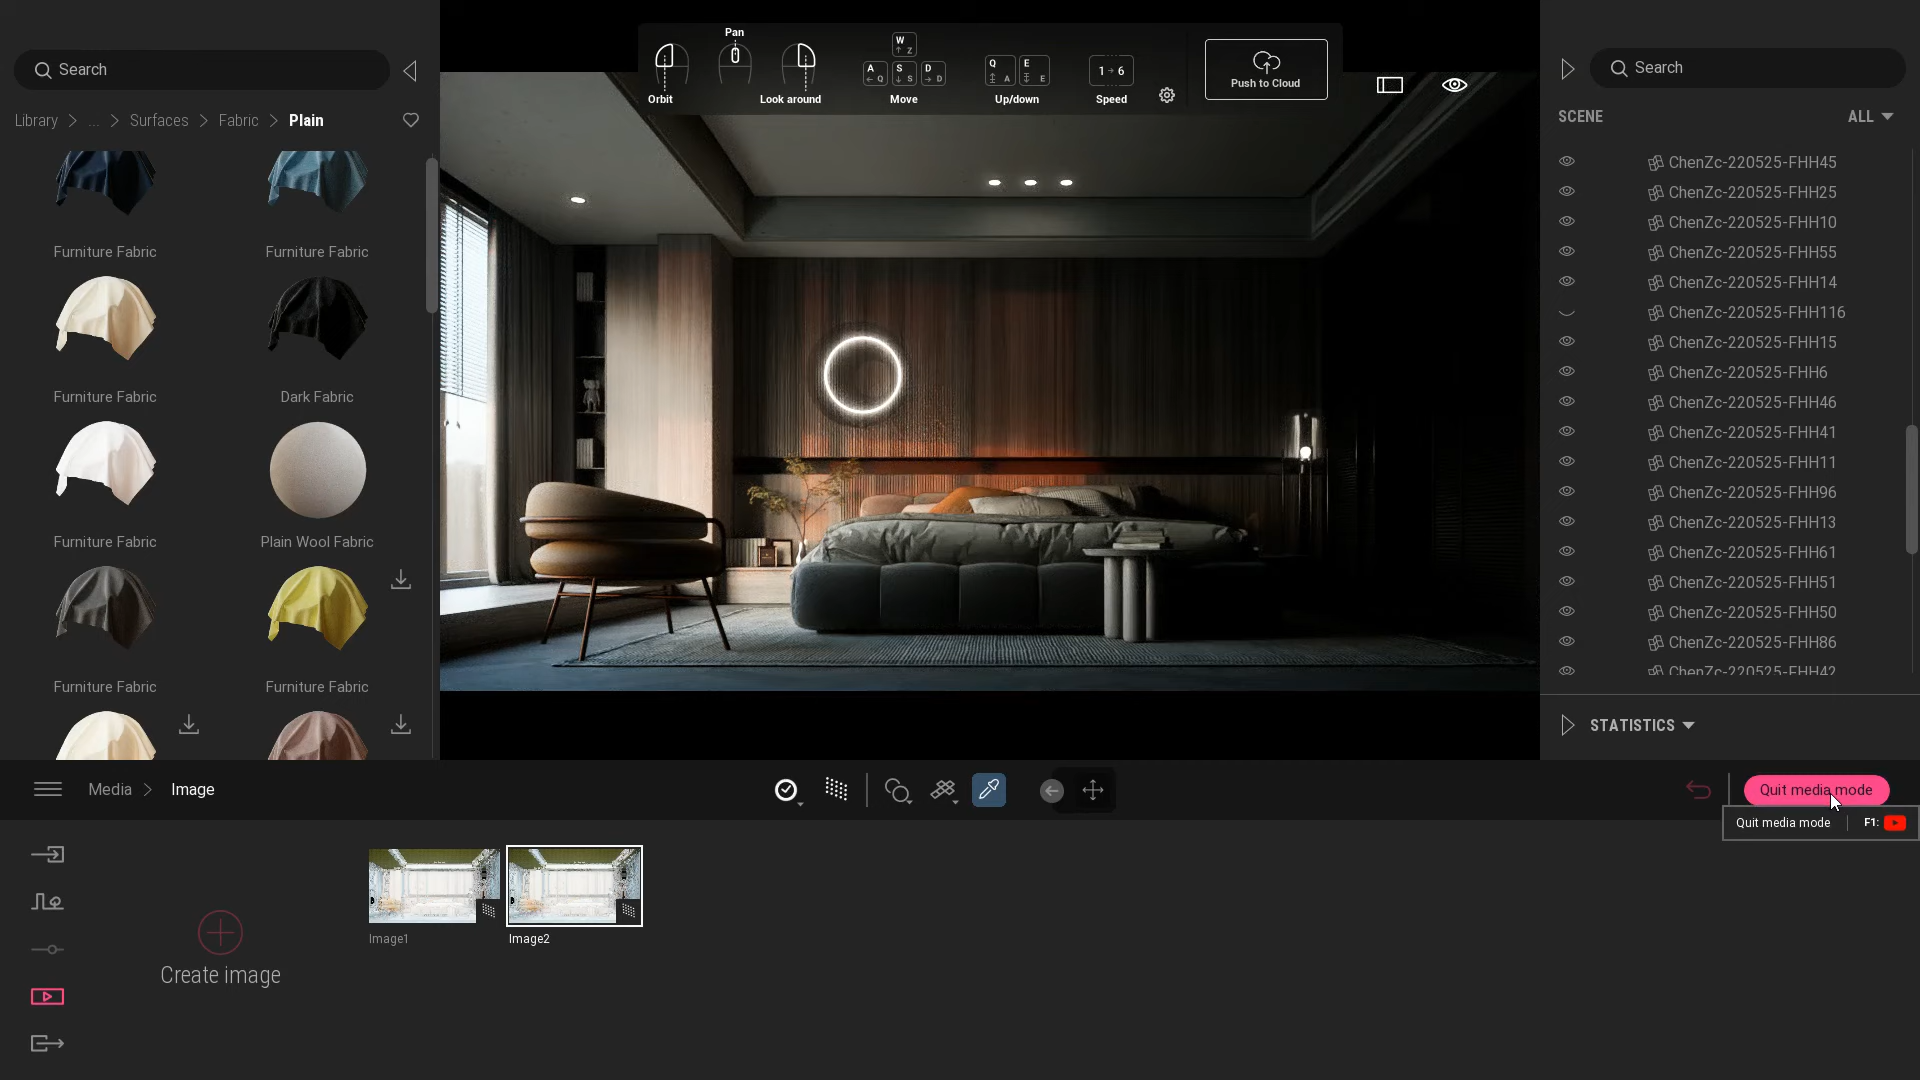 Search
Library
...
Surfaces
Fabric
Plain
Furniture Fabric
Furniture Fabric
Furniture Fabric
Dark Fabric
Furniture Fabric
Plain Wool Fabric
Furniture Fabric
Furniture Fabric
Pan
Orbit
Look around
W
Z
A
Q
S
S
D
D
Move
Q
A
E
E
Up/down
1 → 6
Speed
Push to Cloud
Search
SCENE
ALL
ChenZc-220525-FHH45
ChenZc-220525-FHH25
ChenZc-220525-FHH10
ChenZc-220525-FHH55
ChenZc-220525-FHH14
ChenZc-220525-FHH116
ChenZc-220525-FHH15
ChenZc-220525-FHH6
ChenZc-220525-FHH46
ChenZc-220525-FHH41
ChenZc-220525-FHH11
ChenZc-220525-FHH96
ChenZc-220525-FHH13
ChenZc-220525-FHH61
ChenZc-220525-FHH51
ChenZc-220525-FHH50
ChenZc-220525-FHH86
ChenZc-220525-FHH42
STATISTICS
Media
Image
Quit media mode
Quit media mode
F1:
Create image
Image1
Image2